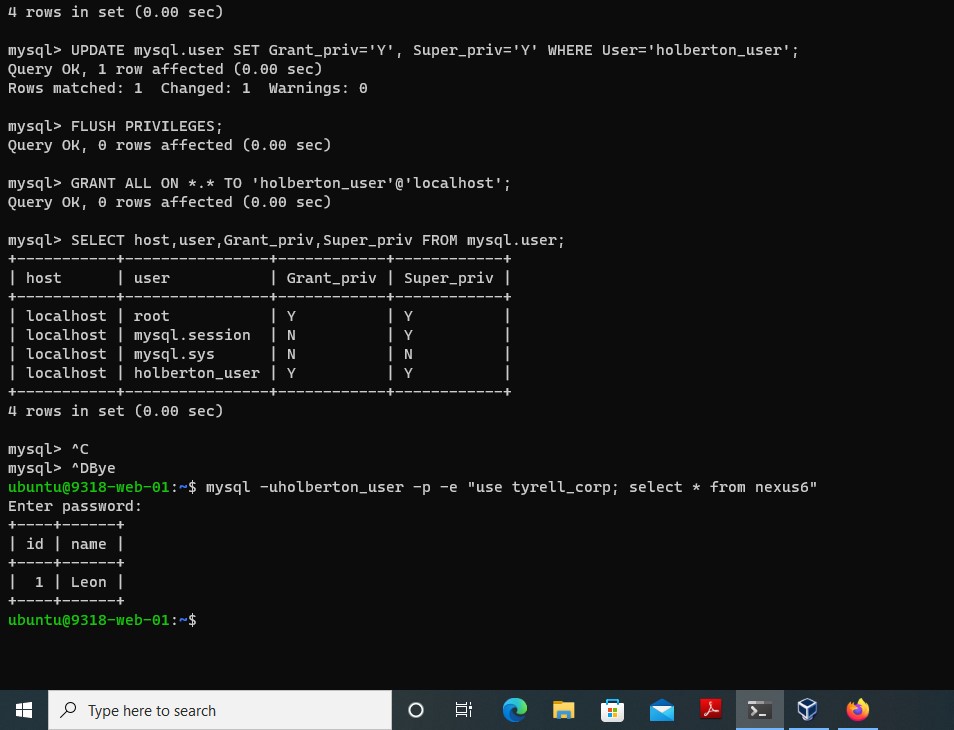 4 rows in set (0.00 sec)
mysql> UPDATE mysql.user SET Grant_priv='Y', Super_priv='Y' WHERE User='holberton_user';
Query OK, 1 row affected (0.00 sec)
Rows matched: 1  Changed: 1  Warnings: 0
mysql> FLUSH PRIVILEGES;
Query OK, 0 rows affected (0.00 sec)
mysql> GRANT ALL ON *.* TO 'holberton_user'@'localhost';
Query OK, 0 rows affected (0.00 sec)
mysql> SELECT host,user,Grant_priv,Super_priv FROM mysql.user;
+-----------+----------------+------------+------------+
| host      | user           | Grant_priv | Super_priv |
+-----------+----------------+------------+------------+
| localhost | root           | Y          | Y          |
| localhost | mysql.session  | N          | Y          |
| localhost | mysql.sys      | N          | N          |
| localhost | holberton_user | Y          | Y          |
+-----------+----------------+------------+------------+
4 rows in set (0.00 sec)
mysql> ^C
mysql> ^DBye
ubuntu@9318-web-01:~$ mysql -uholberton_user -p -e "use tyrell_corp; select * from nexus6"
Enter password:
+----+------+
| id | name |
+----+------+
|  1 | Leon |
+----+------+
ubuntu@9318-web-01:~$
Type here to search